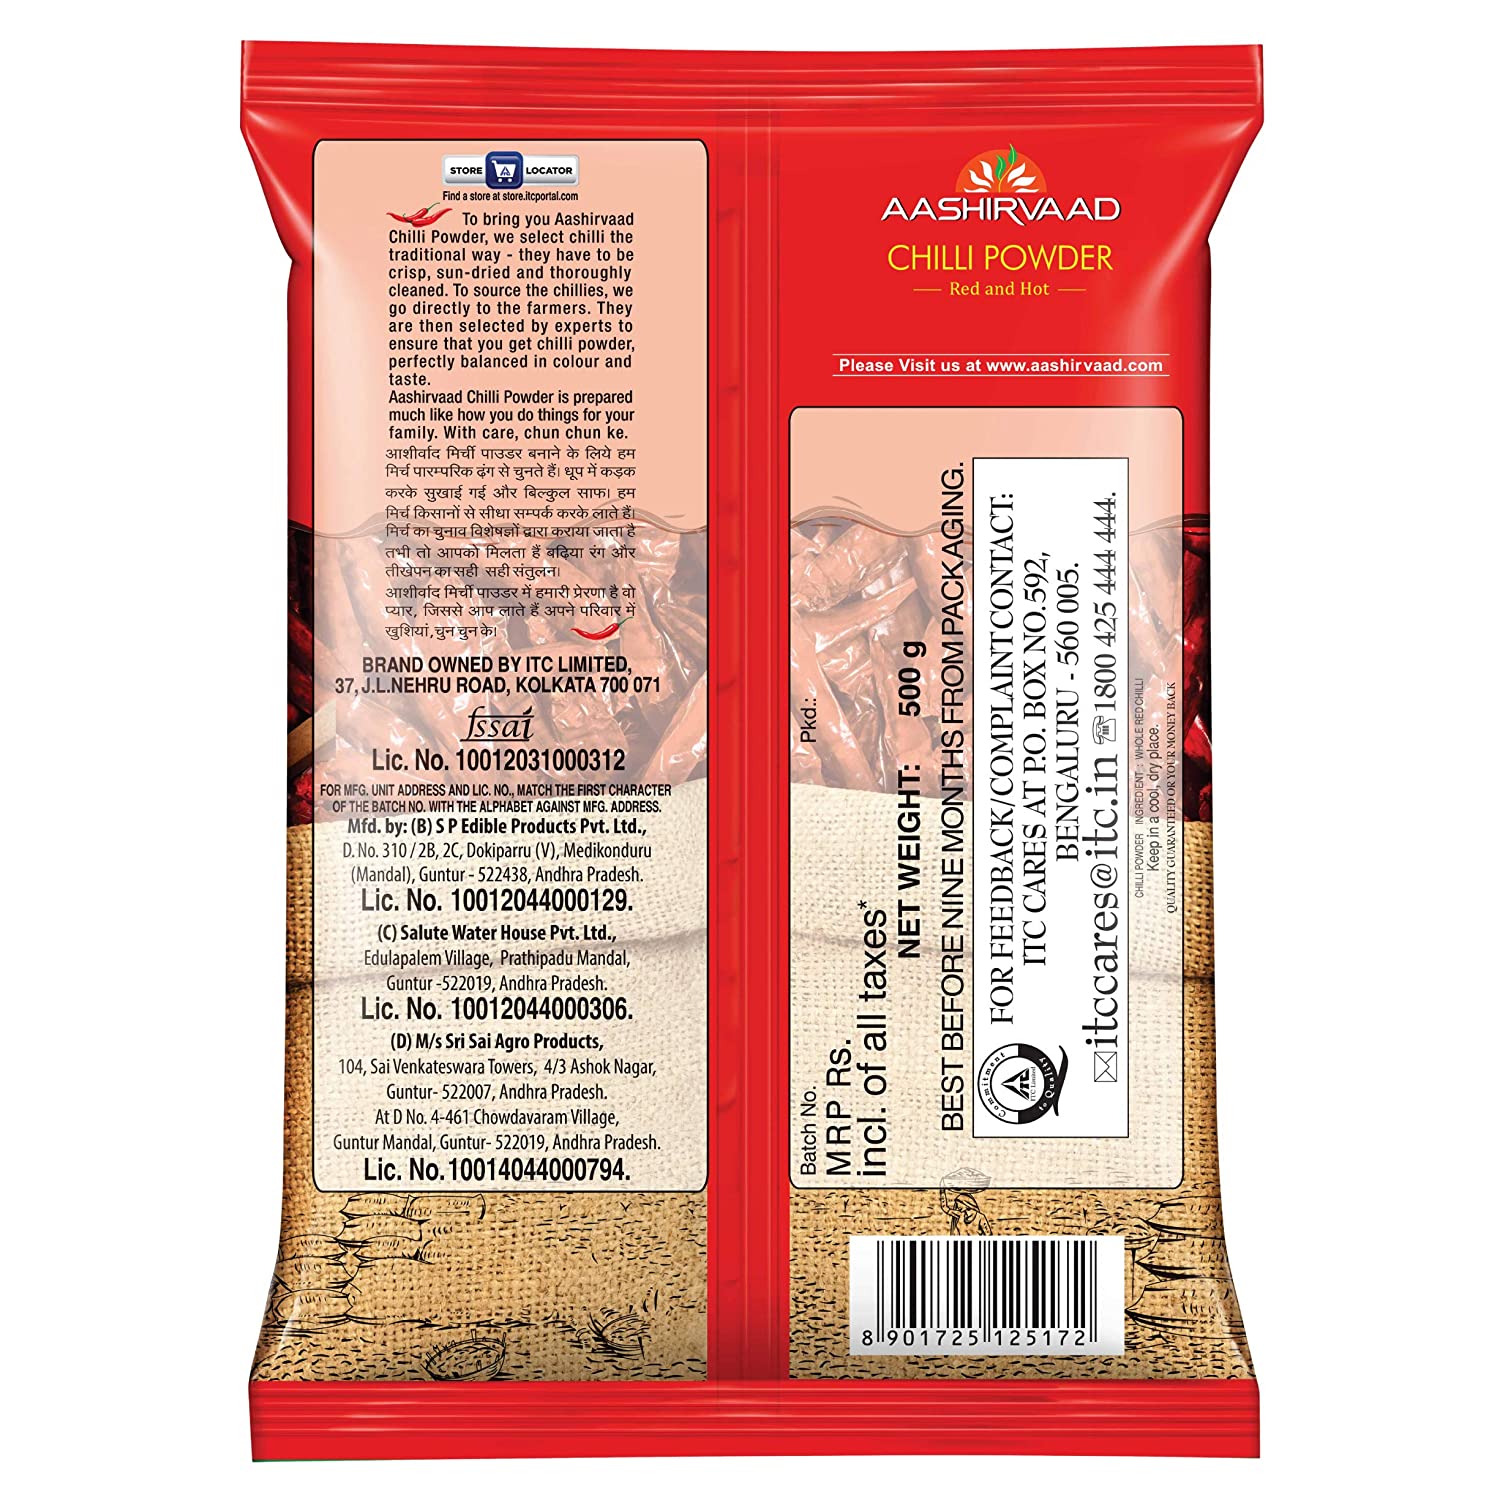 STORE LOCATOR
Find a store at store.itcportal.com
To bring you Aashirvaad
Chilli Powder, we select chilli the
traditional way - they have to be
crisp, sun-dried and thoroughly
cleaned. To source the chillies, we
go directly to the farmers. They
are then selected by experts to
ensure that you get chilli powder,
perfectly balanced in colour and
taste.
Aashirvaad Chilli Powder is prepared
much like how you do things for your
family. With care, chun chun ke.
आशीर्वाद मिर्ची पाउडर बनाने के लिये हम
मिर्च पारम्परिक ढ़ंग से चुनते हैं। धूप में कड़क
करके सुखाई गई और बिल्कुल साफ। हम
मिर्च किसानों से सीधा सम्पर्क करके लाते हैं।
मिर्च का चुनाव विशेषज्ञों द्वारा कराया जाता है
तभी तो आपको मिलता हैं बढ़िया रंग और
तीखेपन का सही सही संतुलन।
आशीर्वाद मिर्ची पाउडर में हमारी प्रेरणा है वो
प्यार, जिससे आप लाते हैं अपने परिवार में
खुशियां, चुन चुन के।
BRAND OWNED BY ITC LIMITED,
37, J.L.NEHRU ROAD, KOLKATA 700 071
fssai
Lic. No. 10012031000312
FOR MFG. UNIT ADDRESS AND LIC. NO., MATCH THE FIRST CHARACTER
OF THE BATCH NO. WITH THE ALPHABET AGAINST MFG. ADDRESS.
Mfd. by: (B) S P Edible Products Pvt. Ltd.,
D. No. 310 / 2B, 2C, Dokiparru (V), Medikonduru
(Mandal), Guntur - 522438, Andhra Pradesh.
Lic. No. 10012044000129.
(C) Salute Water House Pvt. Ltd.,
Edulapalem Village, Prathipadu Mandal,
Guntur -522019, Andhra Pradesh.
Lic. No. 10012044000306.
(D) M/s Sri Sai Agro Products,
104, Sai Venkateswara Towers, 4/3 Ashok Nagar,
Guntur- 522007, Andhra Pradesh.
At D No. 4-461 Chowdavaram Village,
Guntur Mandal, Guntur- 522019, Andhra Pradesh.
Lic. No. 10014044000794.
AASHIRVAAD
CHILLI POWDER
Red and Hot
Please Visit us at www.aashirvaad.com
Batch No. Pkd.:
M R P Rs.
incl. of all taxes*
NET WEIGHT: 500 g
BEST BEFORE NINE MONTHS FROM PACKAGING.
FOR FEEDBACK/COMPLAINT CONTACT:
ITC CARES AT P.O. BOX NO.592,
BENGALURU - 560 005.
itccares@itc.in 1800 425 444 444.
Commitment to Quality
ITC Limited
CHILLI POWDER INGREDIENT : WHOLE RED CHILLI
Keep in a cool, dry place.
QUALITY GUARANTEED OR YOUR MONEY BACK
8 901725 125172